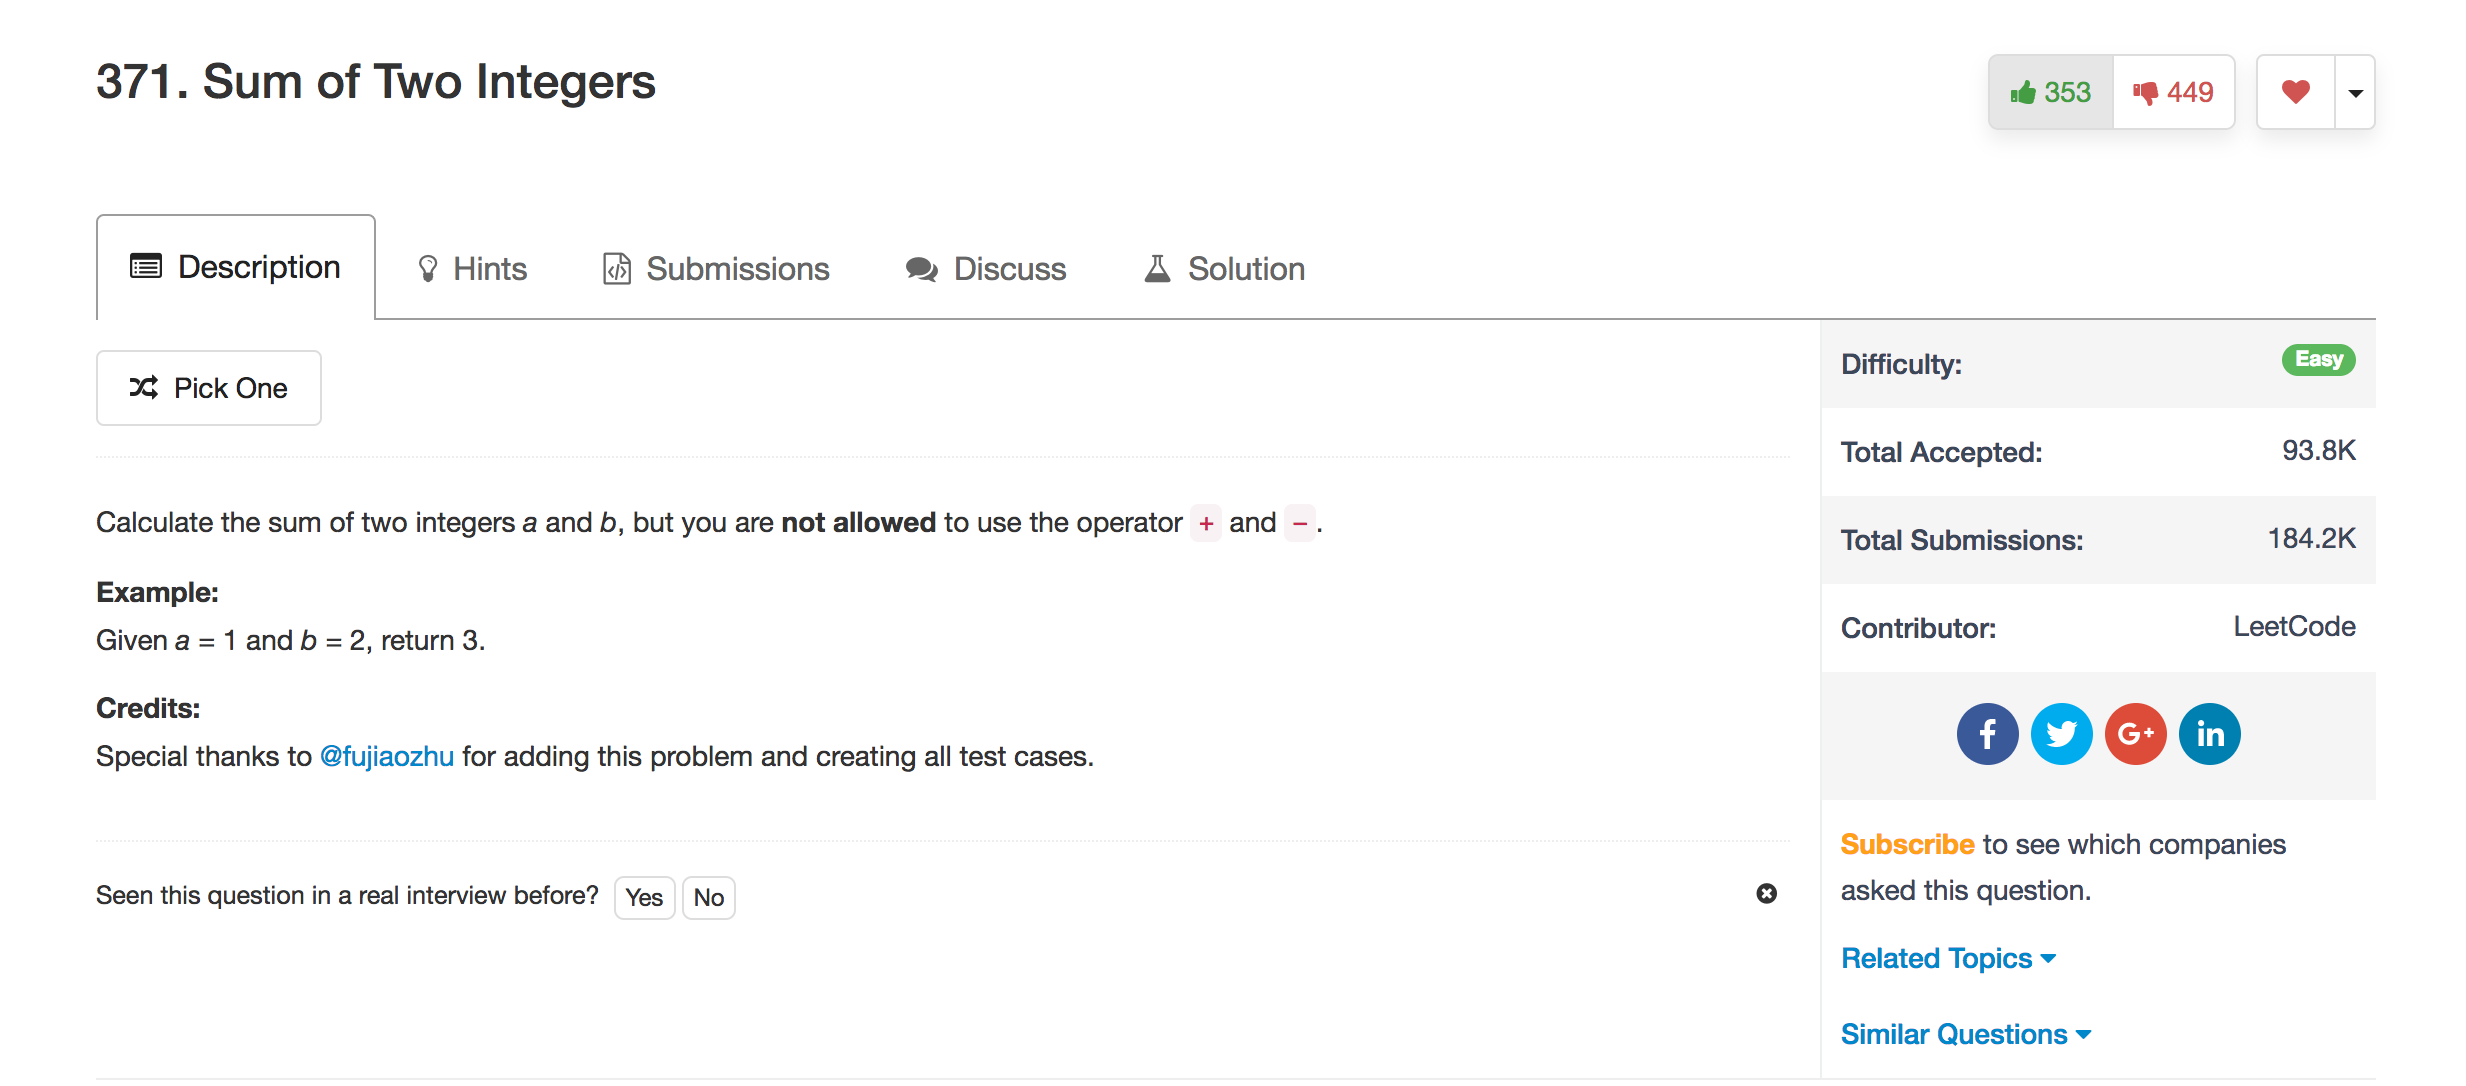 371. Sum of Two Integers
353
449
Description
Hints
Submissions
Discuss
Solution
Pick One
Calculate the sum of two integers a and b, but you are not allowed to use the operator + and -.
Example:
Given a = 1 and b = 2, return 3.
Credits:
Special thanks to @fujiaozhu for adding this problem and creating all test cases.
Seen this question in a real interview before? Yes No
Difficulty: Easy
Total Accepted: 93.8K
Total Submissions: 184.2K
Contributor: LeetCode
f
G+
in
Subscribe to see which companies
asked this question.
Related Topics
Similar Questions